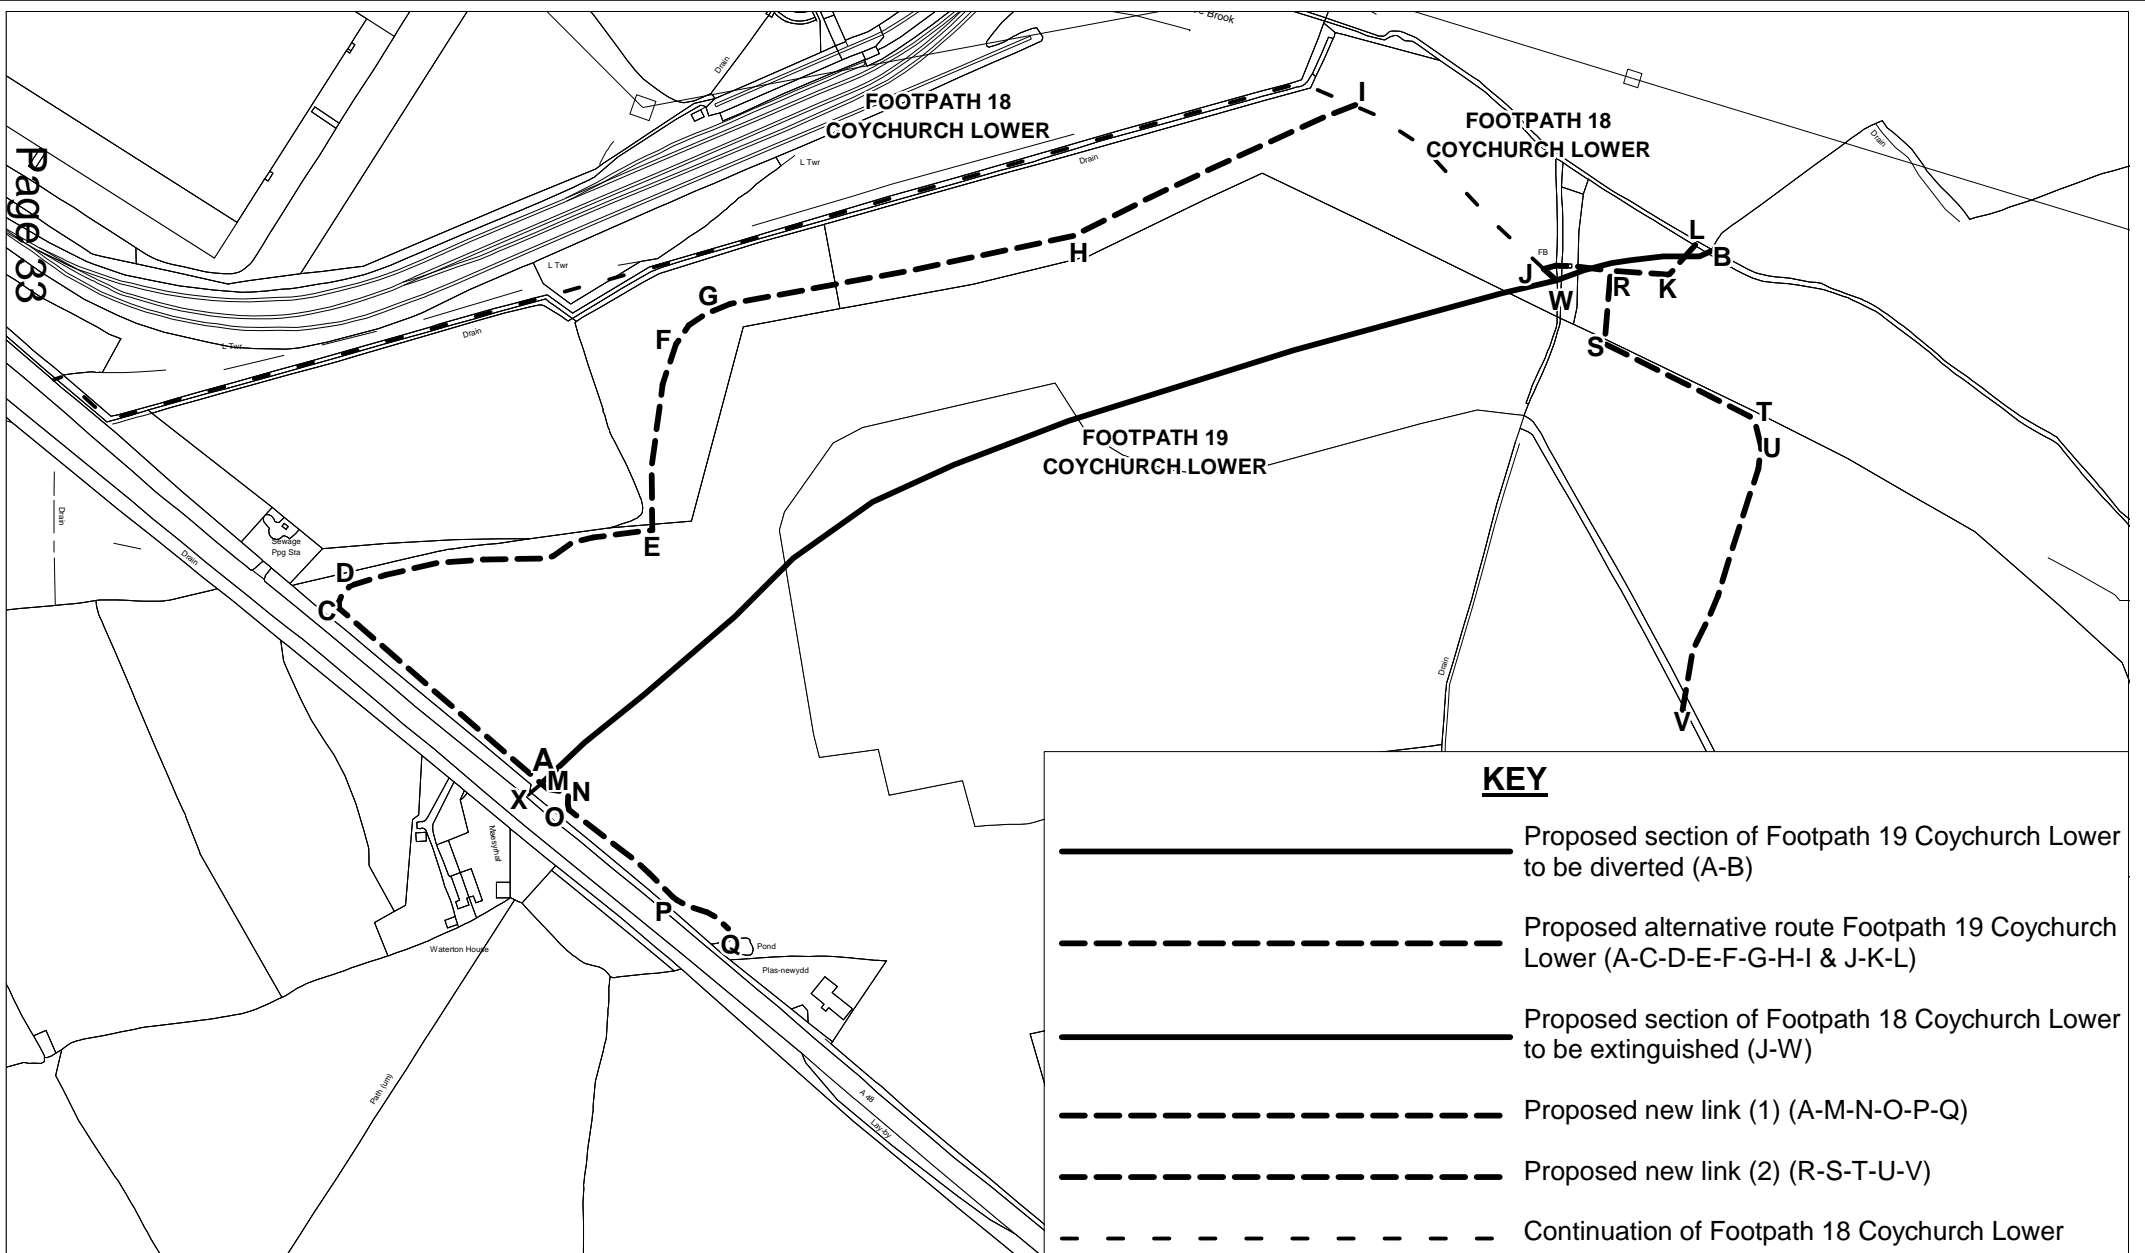 Page 33
Brook
Drain
FOOTPATH 18
COYCHURCH LOWER
I
FOOTPATH 18
COYCHURCH LOWER
Drain
L Twr
Drain
L Twr
H
L
B
FB
J
W
R
K
G
F
L Twr
Drain
S
T
U
FOOTPATH 19
COYCHURCH LOWER
Drain
Sewage
Ppg Sta
Drain
E
D
C
Drain
V
A
M
N
X
O
Maesyrhaf
P
Q
Pond
Waterton House
Plas-newydd
Path (um)
A 48
Lay-by
KEY
Proposed section of Footpath 19 Coychurch Lower
to be diverted (A-B)
Proposed alternative route Footpath 19 Coychurch
Lower (A-C-D-E-F-G-H-I & J-K-L)
Proposed section of Footpath 18 Coychurch Lower
to be extinguished (J-W)
Proposed new link (1) (A-M-N-O-P-Q)
Proposed new link (2) (R-S-T-U-V)
Continuation of Footpath 18 Coychurch Lower